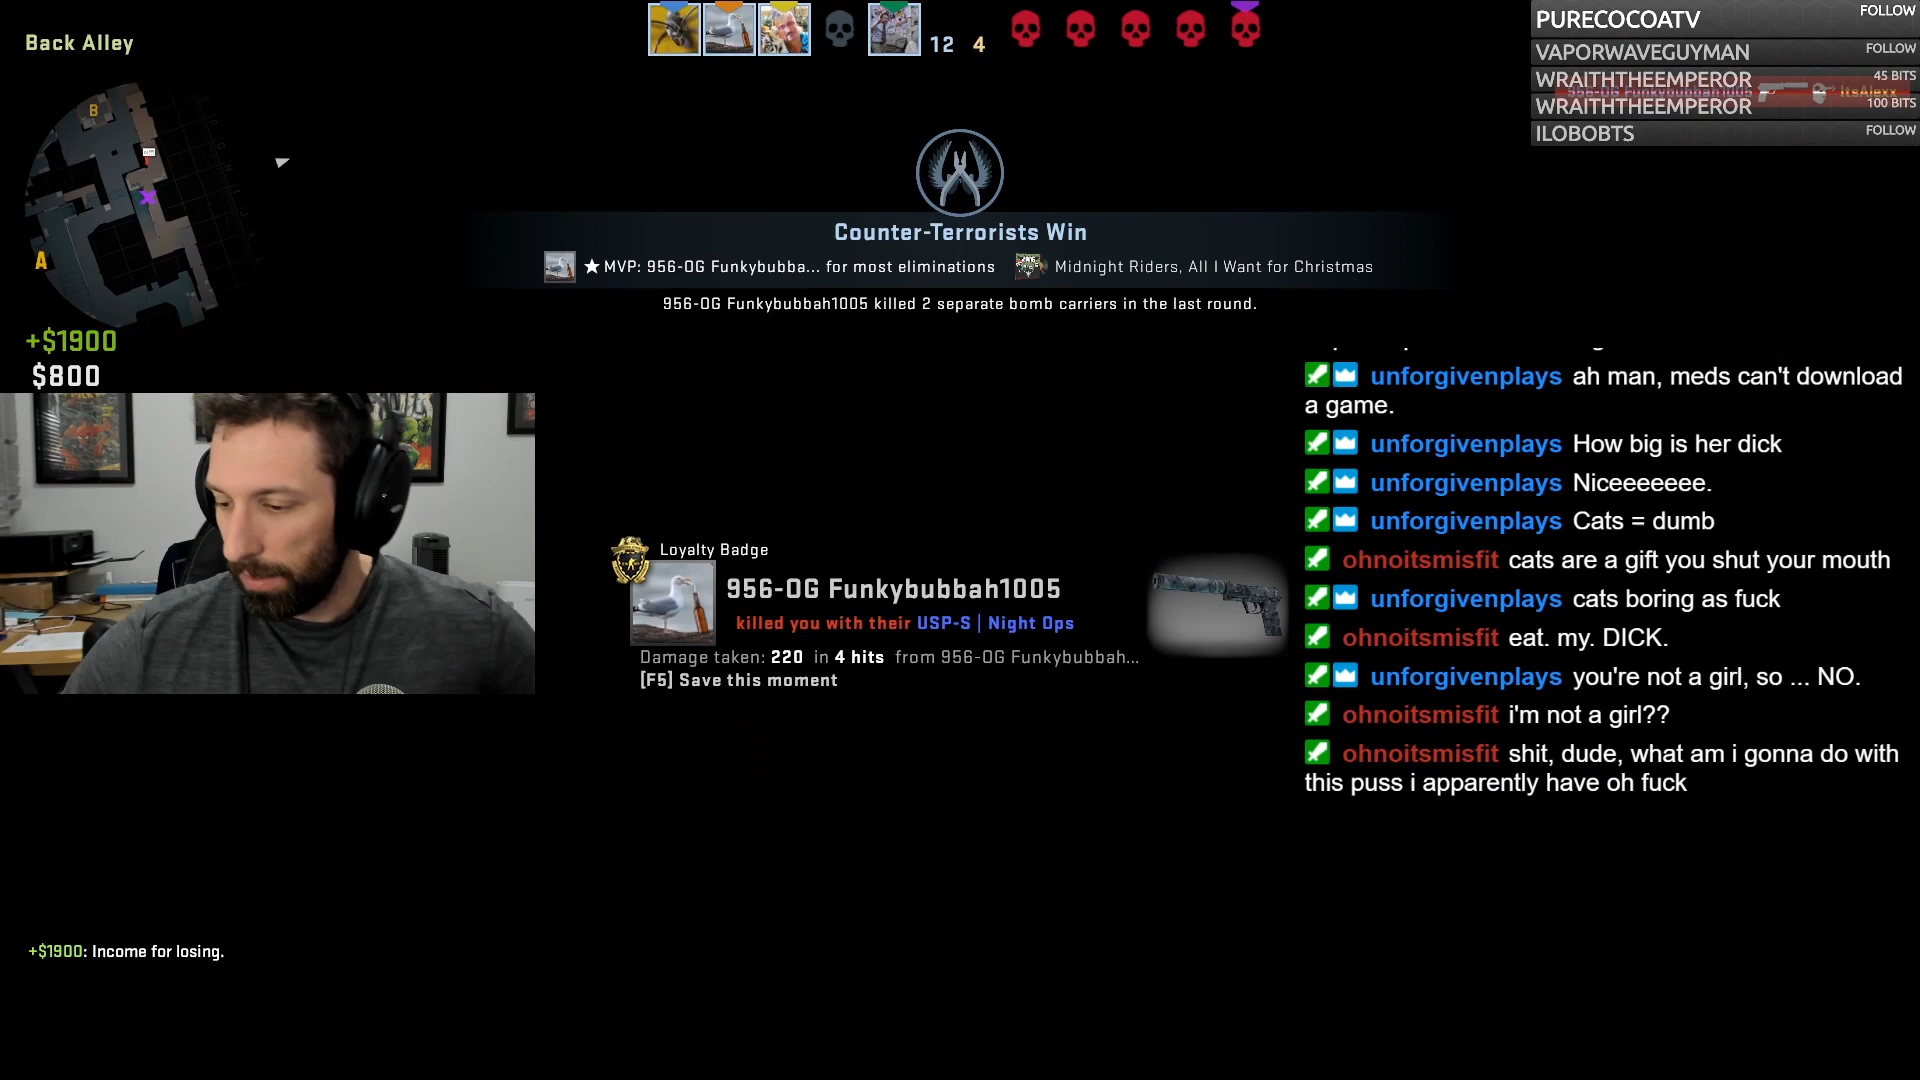 Back Alley
B
A
12 4
PURECOCOATV FOLLOW
VAPORWAVEGUYMAN FOLLOW
WRAITHTHEEMPEROR 45 BITS
956-OG Funkybubbah1005 ItsAlexx
WRAITHTHEEMPEROR 100 BITS
ILOBOBTS FOLLOW
Counter-Terrorists Win
MVP: 956-OG Funkybubba... for most eliminations Midnight Riders, All I Want for Christmas
956-OG Funkybubbah1005 killed 2 separate bomb carriers in the last round.
+$1900
$800
unforgivenplays ah man, meds can't download
a game.
unforgivenplays How big is her dick
unforgivenplays Niceeeeeee.
unforgivenplays Cats = dumb
ohnoitsmisfit cats are a gift you shut your mouth
unforgivenplays cats boring as fuck
ohnoitsmisfit eat. my. DICK.
unforgivenplays you're not a girl, so ... NO.
ohnoitsmisfit i'm not a girl??
ohnoitsmisfit shit, dude, what am i gonna do with
this puss i apparently have oh fuck
Loyalty Badge
956-OG Funkybubbah1005
killed you with their USP-S | Night Ops
Damage taken: 220 in 4 hits from 956-OG Funkybubbah...
[F5] Save this moment
+$1900: Income for losing.